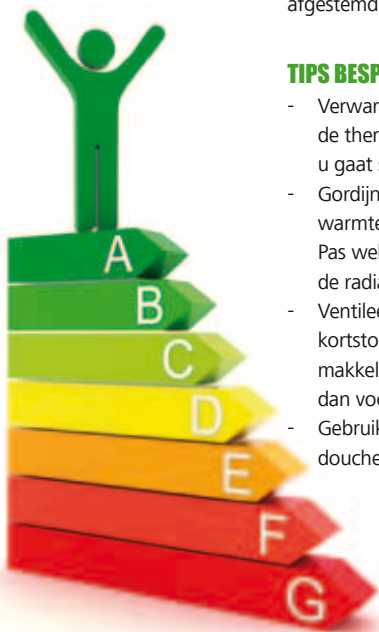 afgestemd
TIPS BESP
- Verwar
de ther
u gaat s
- Gordijn
warmte
Pas wel
de radia
- Ventilee
kortsto
makkel
dan voo
- Gebruik
douche
A
B
C
D
E
F
G